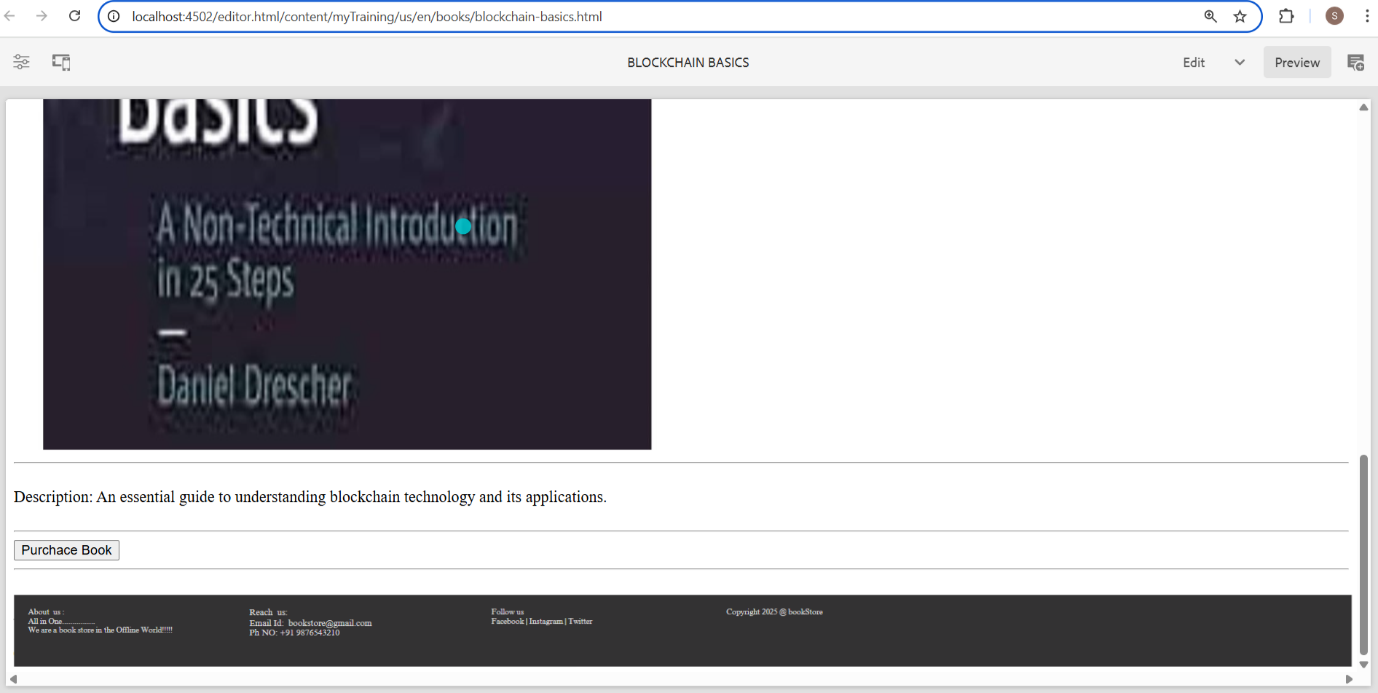 localhost:4502/editor.html/content/myTraining/us/en/books/blockchain-basics.html
S
BLOCKCHAIN BASICS
Edit
Preview
Basics
A Non-Technical Introduction
in 25 Steps
Daniel Drescher
Description: An essential guide to understanding blockchain technology and its applications.
Purchace Book
About us :
All in One.................
We are a book store in the Offline World!!!!!
Reach us:
Email Id: bookstore@gmail.com
Ph NO: +91 9876543210
Follow us
Facebook | Instagram | Twitter
Copyright 2025 @ bookStore